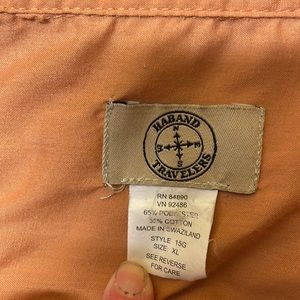 HABAND
N
W E
S
TRAVELERS
RN 84890
VN 92486
65% POLYESTER
35% COTTON
MADE IN SWAZILAND
STYLE 15G
SIZE: XL
SEE REVERSE
FOR CARE